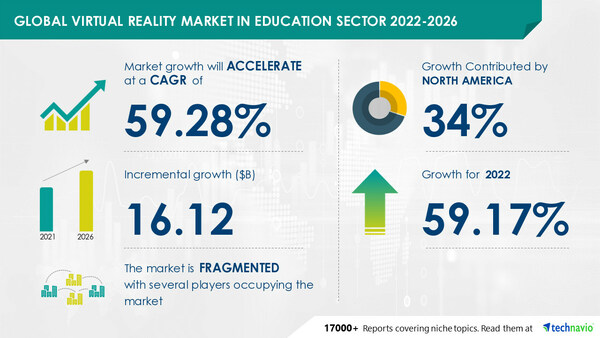 GLOBAL VIRTUAL REALITY MARKET IN EDUCATION SECTOR 2022-2026
Market growth will ACCELERATE
at a CAGR of
59.28%
Growth Contributed by
NORTH AMERICA
34%
Incremental growth ($B)
16.12
2021
2026
Growth for 2022
59.17%
The market is FRAGMENTED
with several players occupying the
market
17000+ Reports covering niche topics. Read them at
technavio